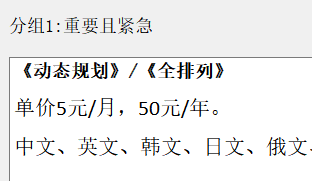 分组1:重要且紧急
《动态规划》/《全排列》
单价5元/月，50元/年。
中文、英文、韩文、日文、俄文、